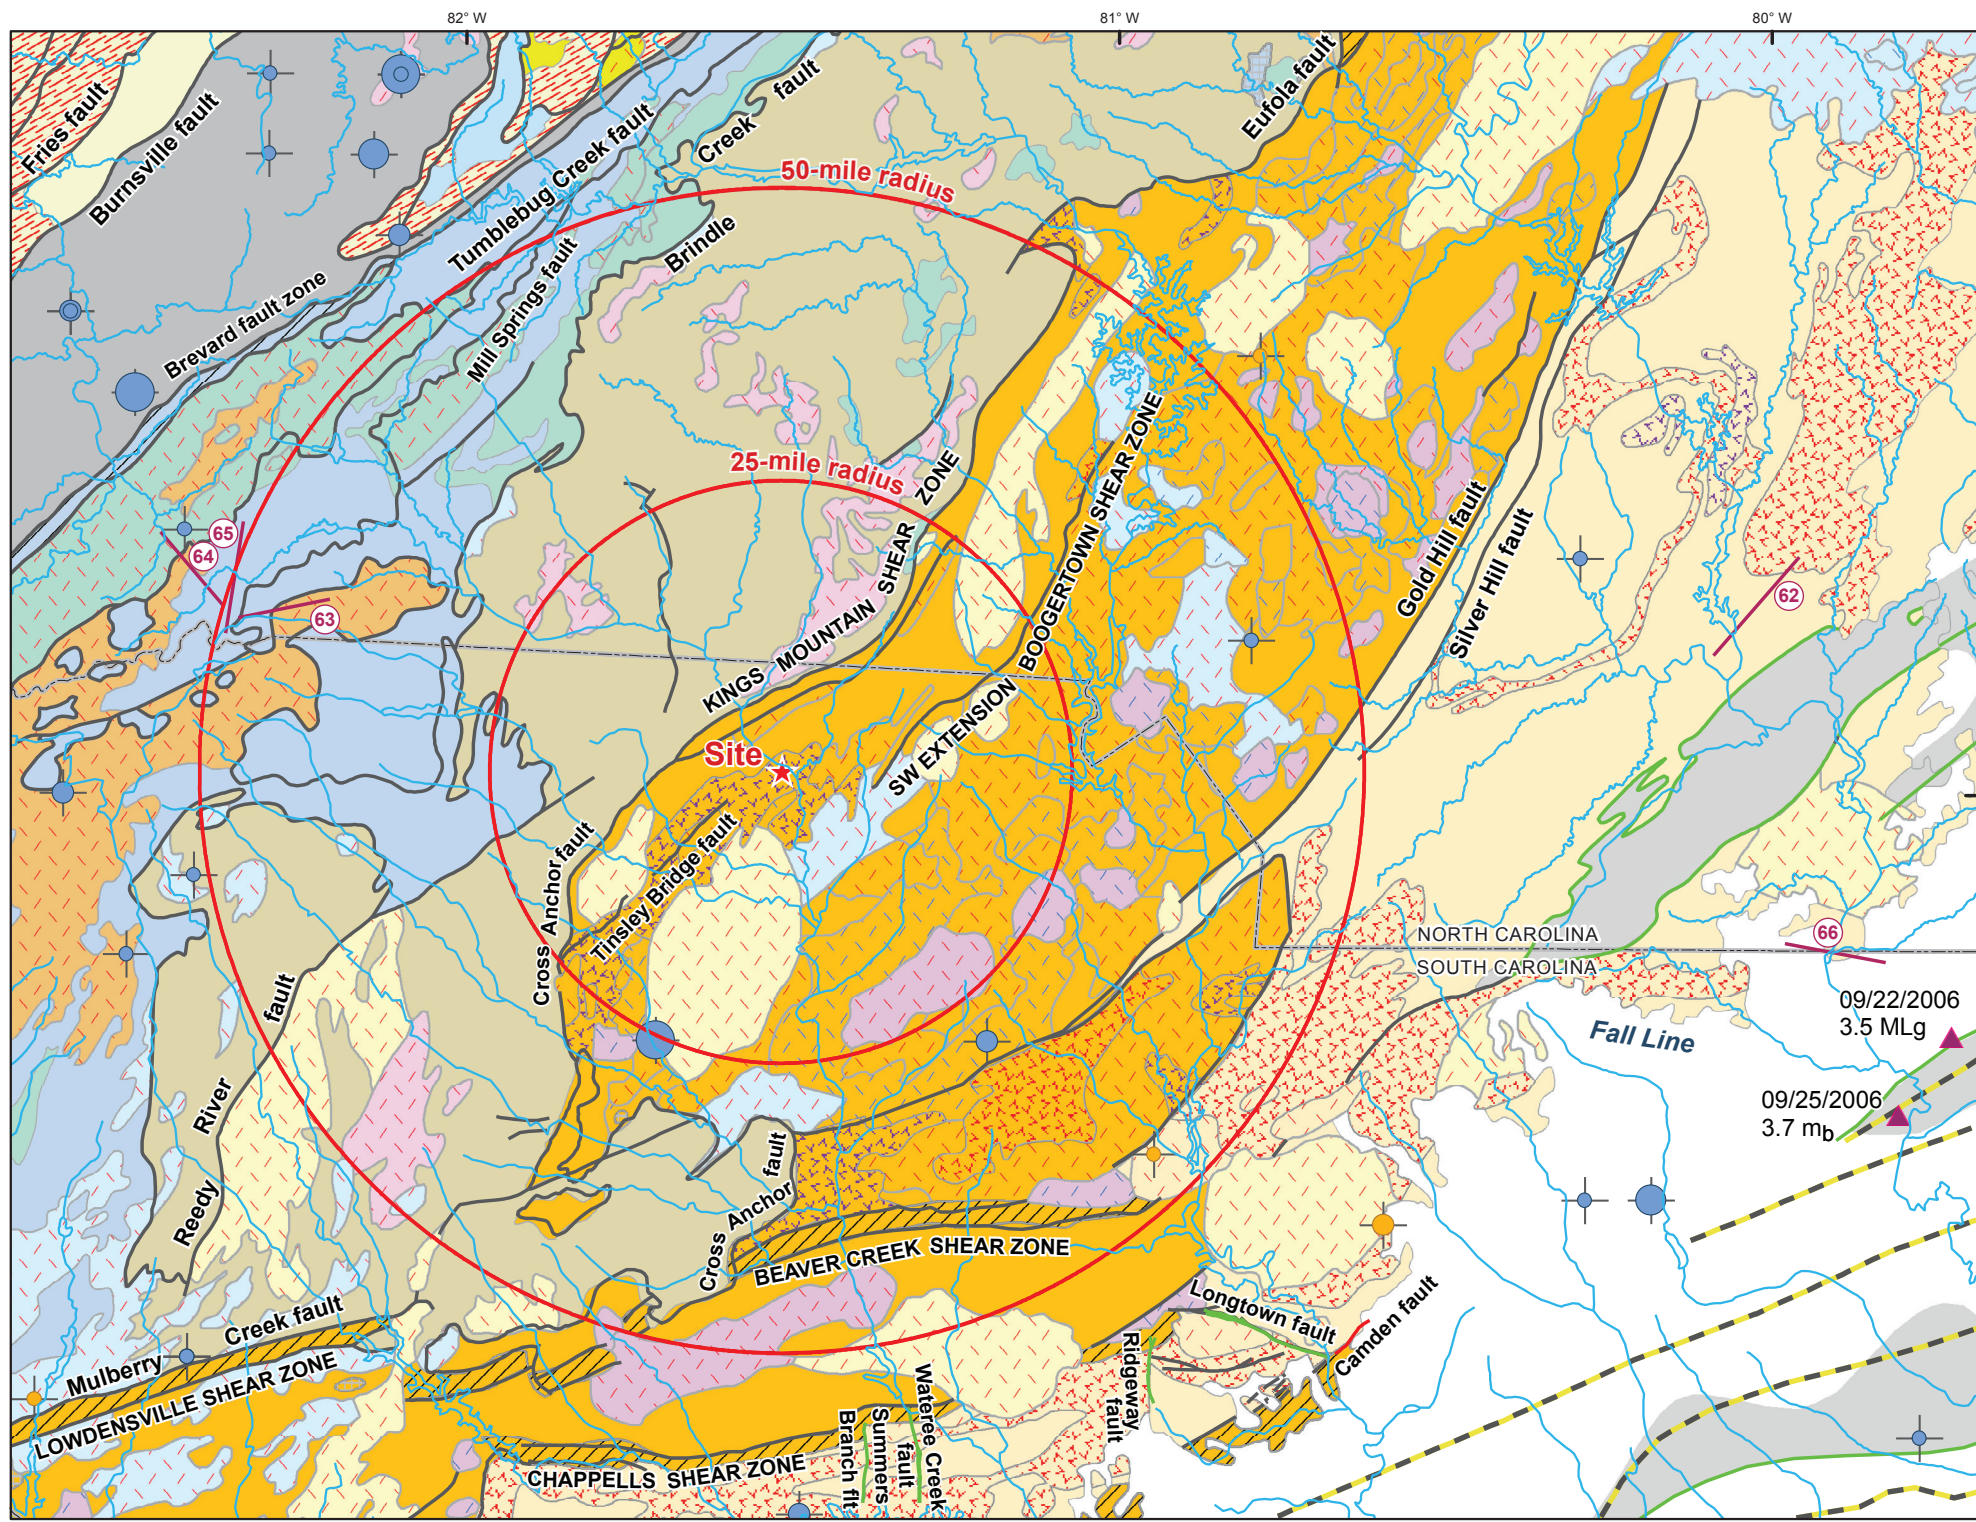 82° W
81° W
80° W
Fries fault
Burnsville fault
Tumblebug Creek fault
Creek
fault
Brindle
Eufola fault
50-mile radius
Brevard fault zone
Mill Springs fault
25-mile radius
KINGS MOUNTAIN SHEAR ZONE
BOOGERTOWN SHEAR ZONE
SW EXTENSION
Gold Hill fault
Silver Hill fault
65
64
63
62
66
Site
Cross Anchor fault
Tinsley Bridge fault
NORTH CAROLINA
SOUTH CAROLINA
Fall Line
09/22/2006
3.5 MLg
09/25/2006
3.7 mb
Reedy River fault
Cross Anchor fault
BEAVER CREEK SHEAR ZONE
Longtown fault
Camden fault
Ridgeway
fault
Mulberry Creek fault
LOWDENSVILLE SHEAR ZONE
CHAPPELLS SHEAR ZONE
Wateree Creek
fault
Summers
Branch flt